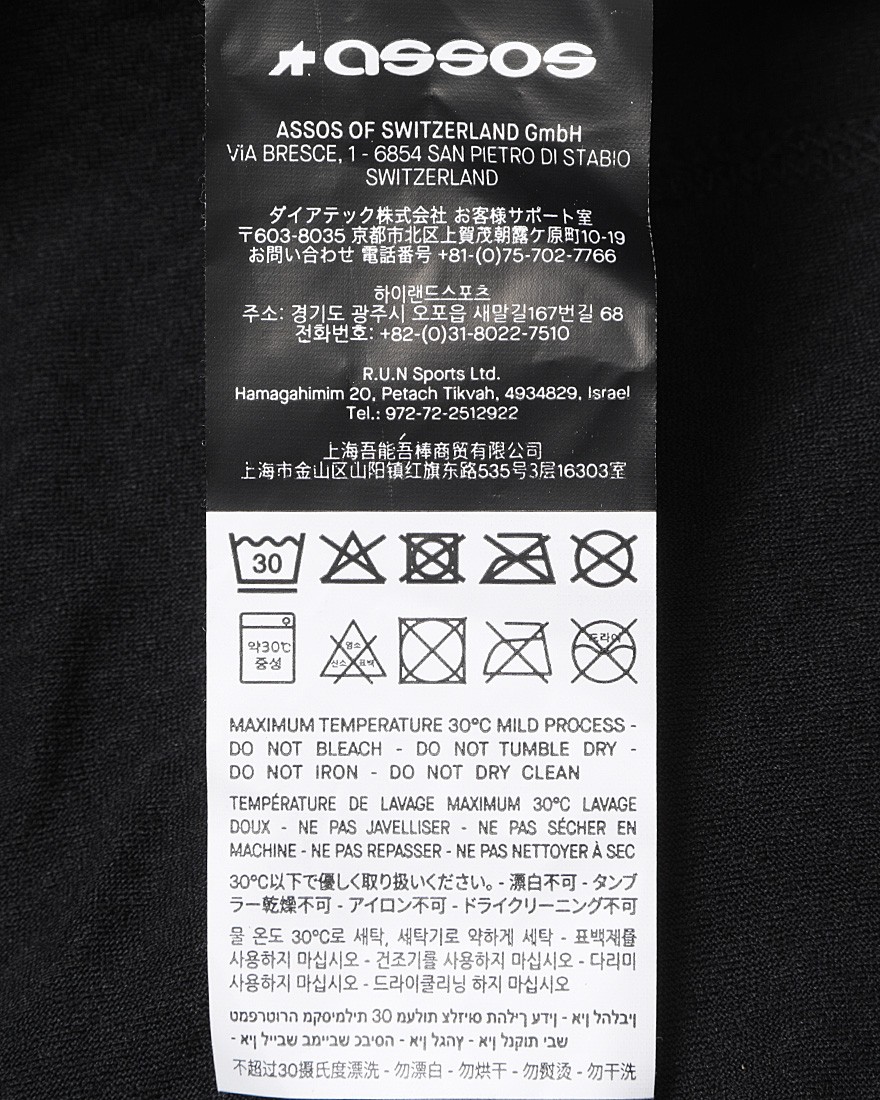 assos
ASSOS OF SWITZERLAND GmbH
ViA BRESCE, 1 - 6854 SAN PIETRO DI STABIO
SWITZERLAND
ダイアテック株式会社 お客様サポート室
〒603-8035 京都市北区上賀茂朝露ケ原町10-19
お問い合わせ 電話番号 +81-(0)75-702-7766
하이랜드스포츠
주소: 경기도 광주시 오포읍 새말길167번길 68
전화번호: +82-(0)31-8022-7510
R.U.N Sports Ltd.
Hamagahimim 20, Petach Tikvah, 4934829, Israel
Tel.: 972-72-2512922
上海吾能吾棒商贸有限公司
上海市金山区山阳镇红旗东路535号3层16303室
30
약30℃ 염소 드라이
중성 산소 표백
MAXIMUM TEMPERATURE 30°C MILD PROCESS -
DO NOT BLEACH - DO NOT TUMBLE DRY -
DO NOT IRON - DO NOT DRY CLEAN
TEMPÉRATURE DE LAVAGE MAXIMUM 30°C LAVAGE
DOUX - NE PAS JAVELLISER - NE PAS SÉCHER EN
MACHINE - NE PAS REPASSER - NE PAS NETTOYER À SEC
30°C以下で優しく取り扱いください。- 漂白不可 - タンブ
ラー乾燥不可 - アイロン不可 - ドライクリーニング不可
물 온도 30°C로 세탁, 세탁기로 약하게 세탁 - 표백제를
사용하지 마십시오 - 건조기를 사용하지 마십시오 - 다리미
사용하지 마십시오 - 드라이클리닝 하지 마십시오
30
不超过30摄氏度漂洗 - 勿漂白 - 勿烘干 - 勿熨烫 - 勿干洗